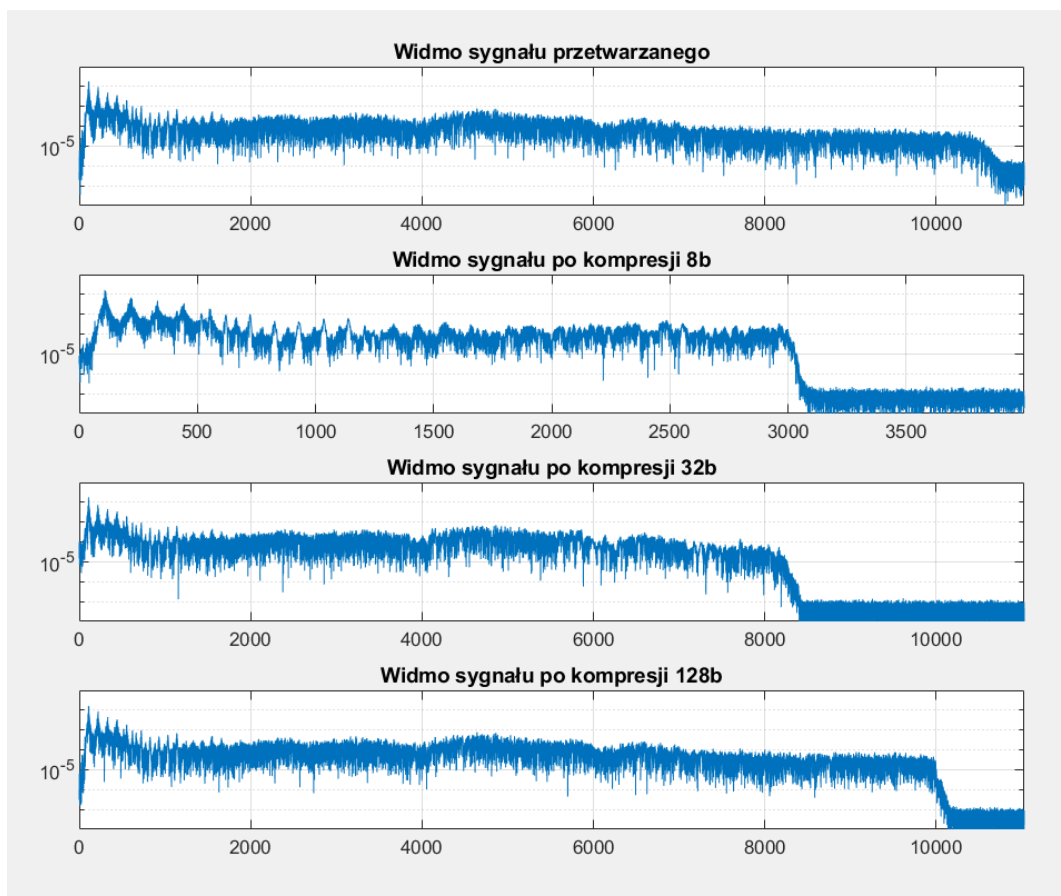 Widmo sygnału przetwarzanego
10-5
0 2000 4000 6000 8000 10000
Widmo sygnału po kompresji 8b
10-5
0 500 1000 1500 2000 2500 3000 3500
Widmo sygnału po kompresji 32b
10-5
0 2000 4000 6000 8000 10000
Widmo sygnału po kompresji 128b
10-5
0 2000 4000 6000 8000 10000